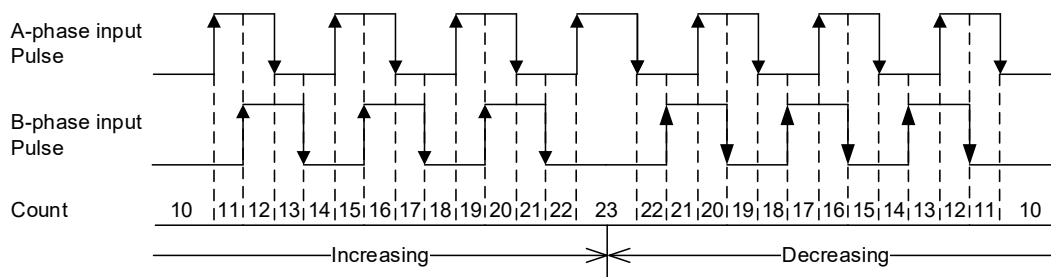 A-phase input
Pulse
B-phase input
Pulse
Count 10 11 12 13 14 15 16 17 18 19 20 21 22 23 22 21 20 19 18 17 16 15 14 13 12 11 10
Increasing Decreasing